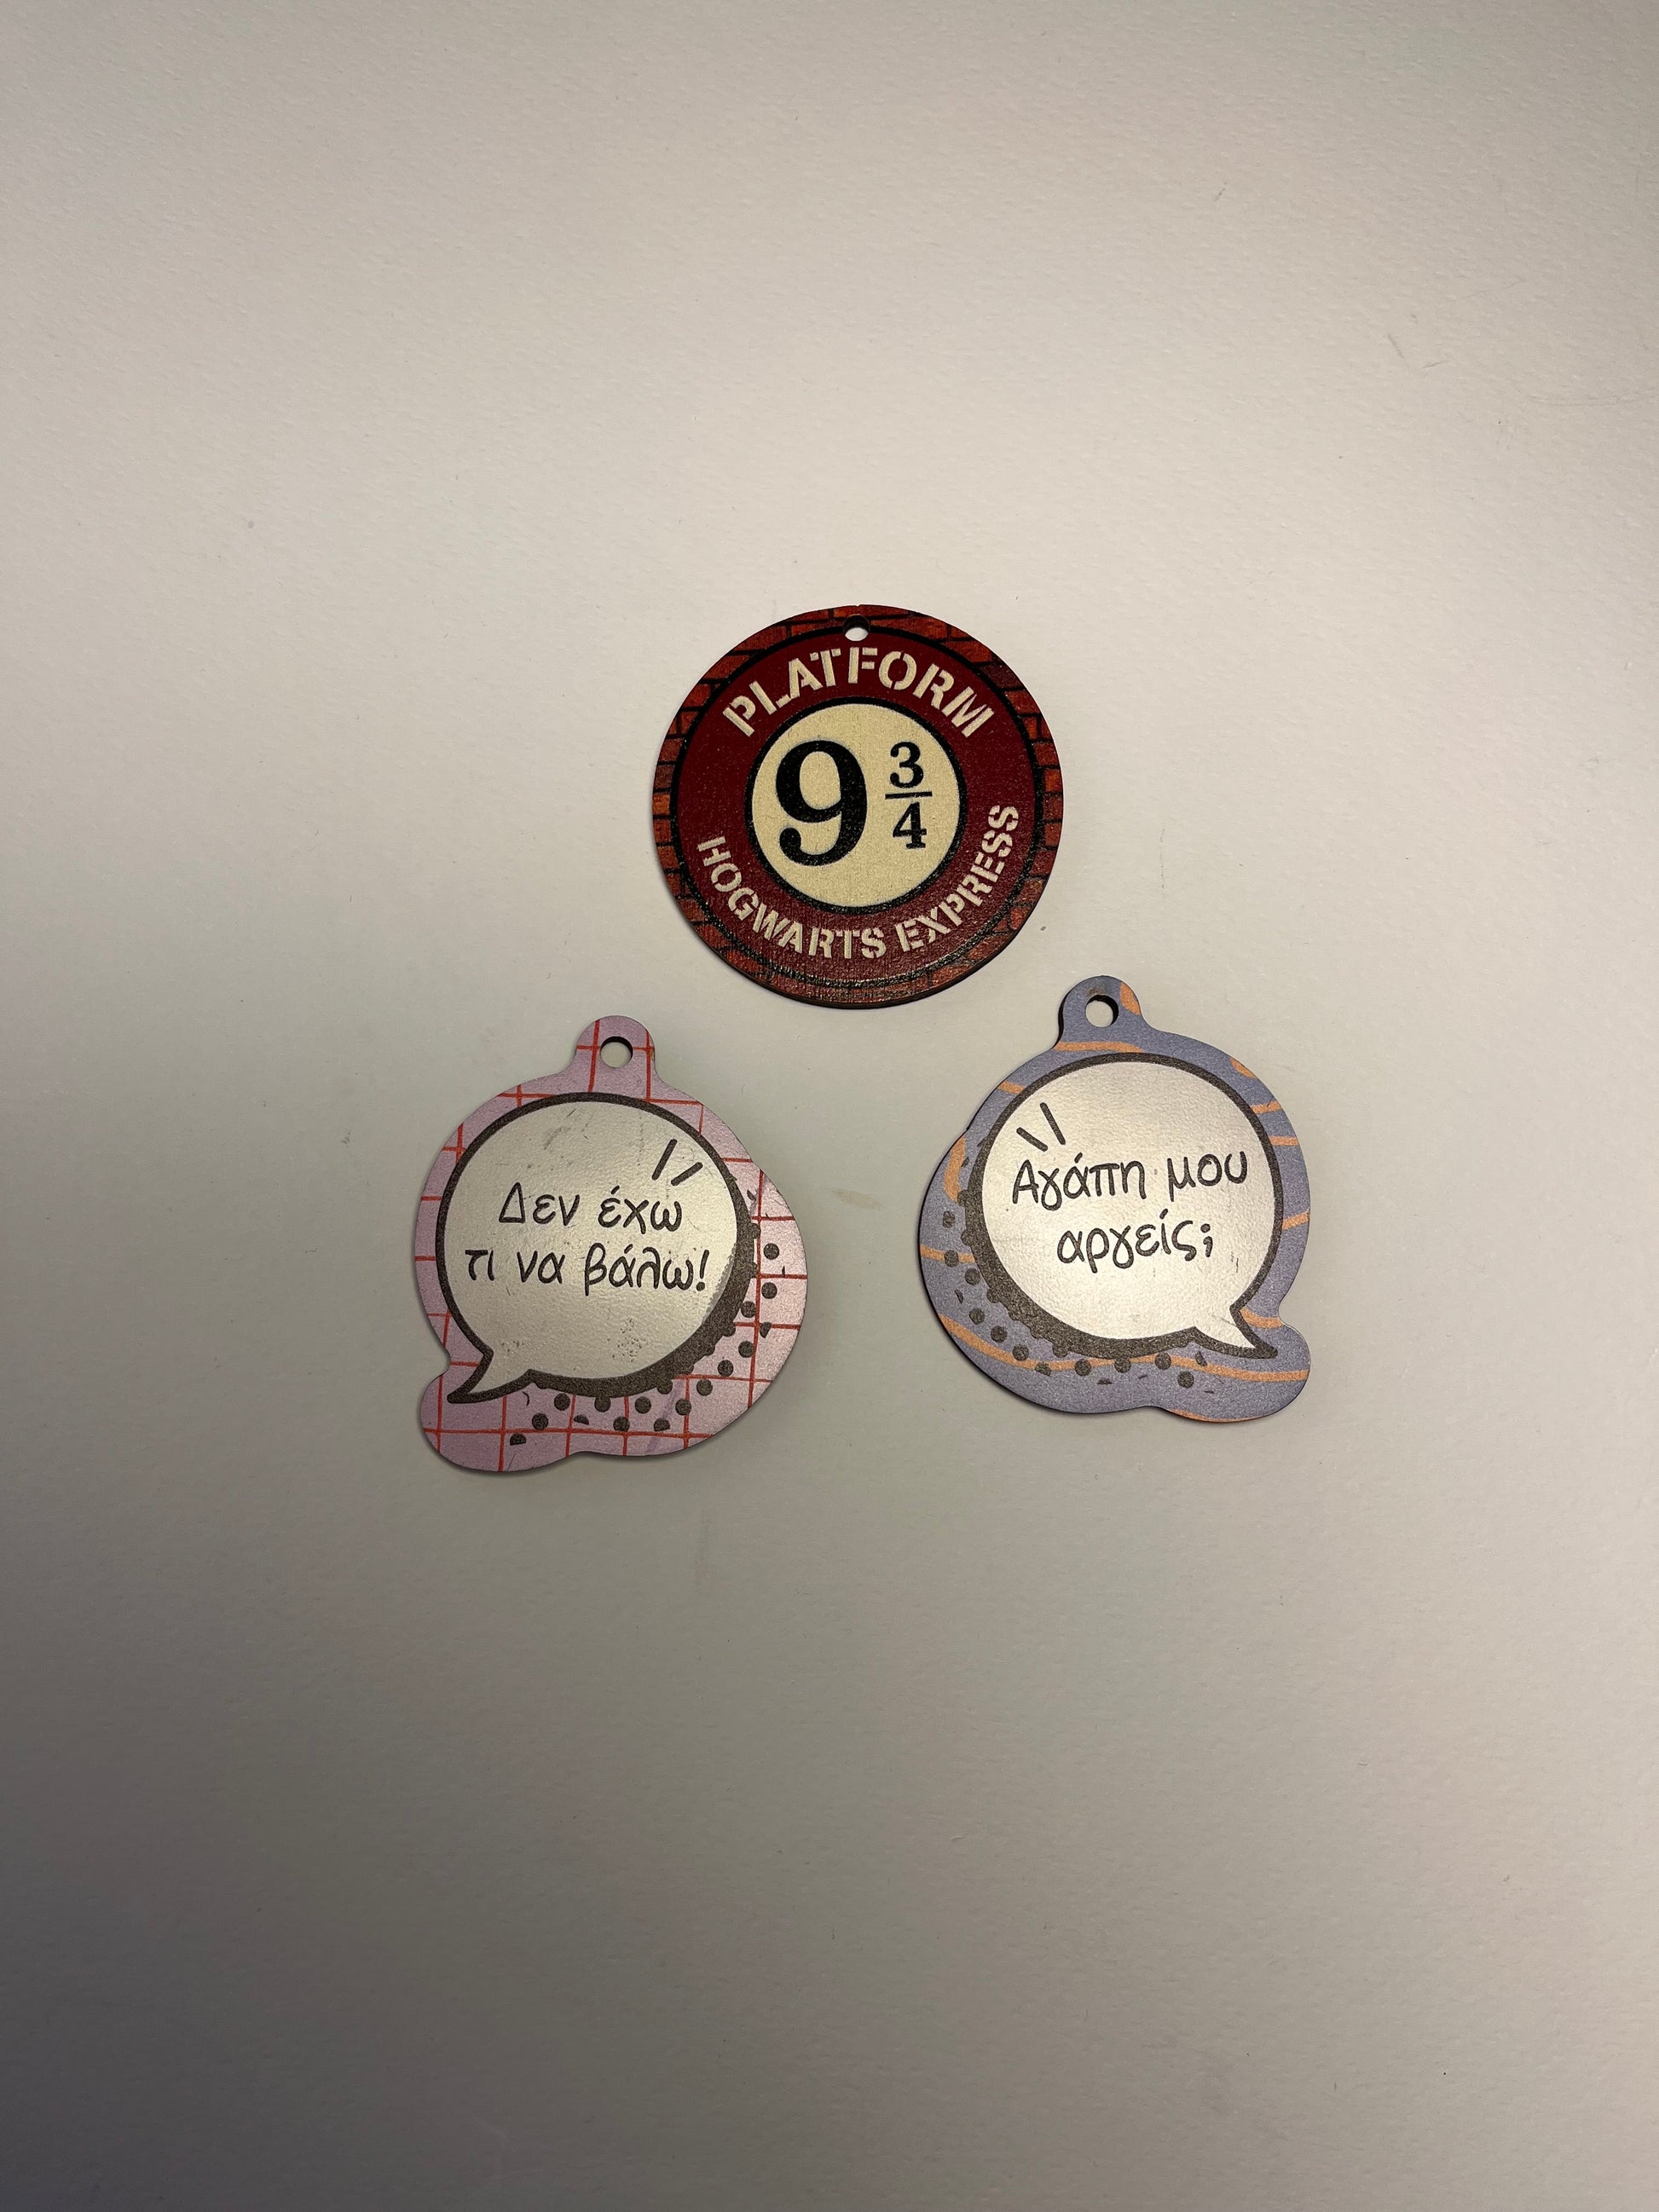 PLATFORM
9 3/4
HOGWARTS EXPRESS
Δεν έχω
τι να βάλω!
Αγάπη μου
αργείς;